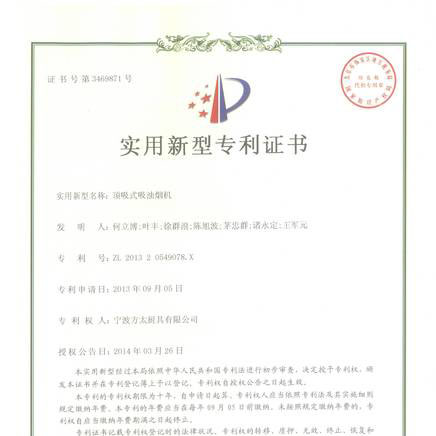 证书号第3469871号
实用新型专利证书
实用新型名称：顶吸式吸油烟机
发明人：何立博;叶丰;徐群浪;陈旭波;茅忠群;诸永定;王军元
专利号：ZL 2013 2 0549078.X
专利申请日：2013年09月05日
专利权人：宁波方太厨具有限公司
授权公告日：2014年03月26日
本实用新型经过本局依照中华人民共和国专利法进行初步审查，决定授予专利权，颁
发本证书并在专利登记簿上予以登记。专利权自授权公告之日起生效。
本专利的专利权期限为十年，自申请日起算。专利权人应当依照专利法及其实施细则
规定缴纳年费。本专利的年费应当在每年09月05日前缴纳。未按照规定缴纳年费的，专
利权自应当缴纳年费期满之日起终止。
专利证书记载专利权登记时的法律状况。专利权的转移、质押、无效、终止、恢复和